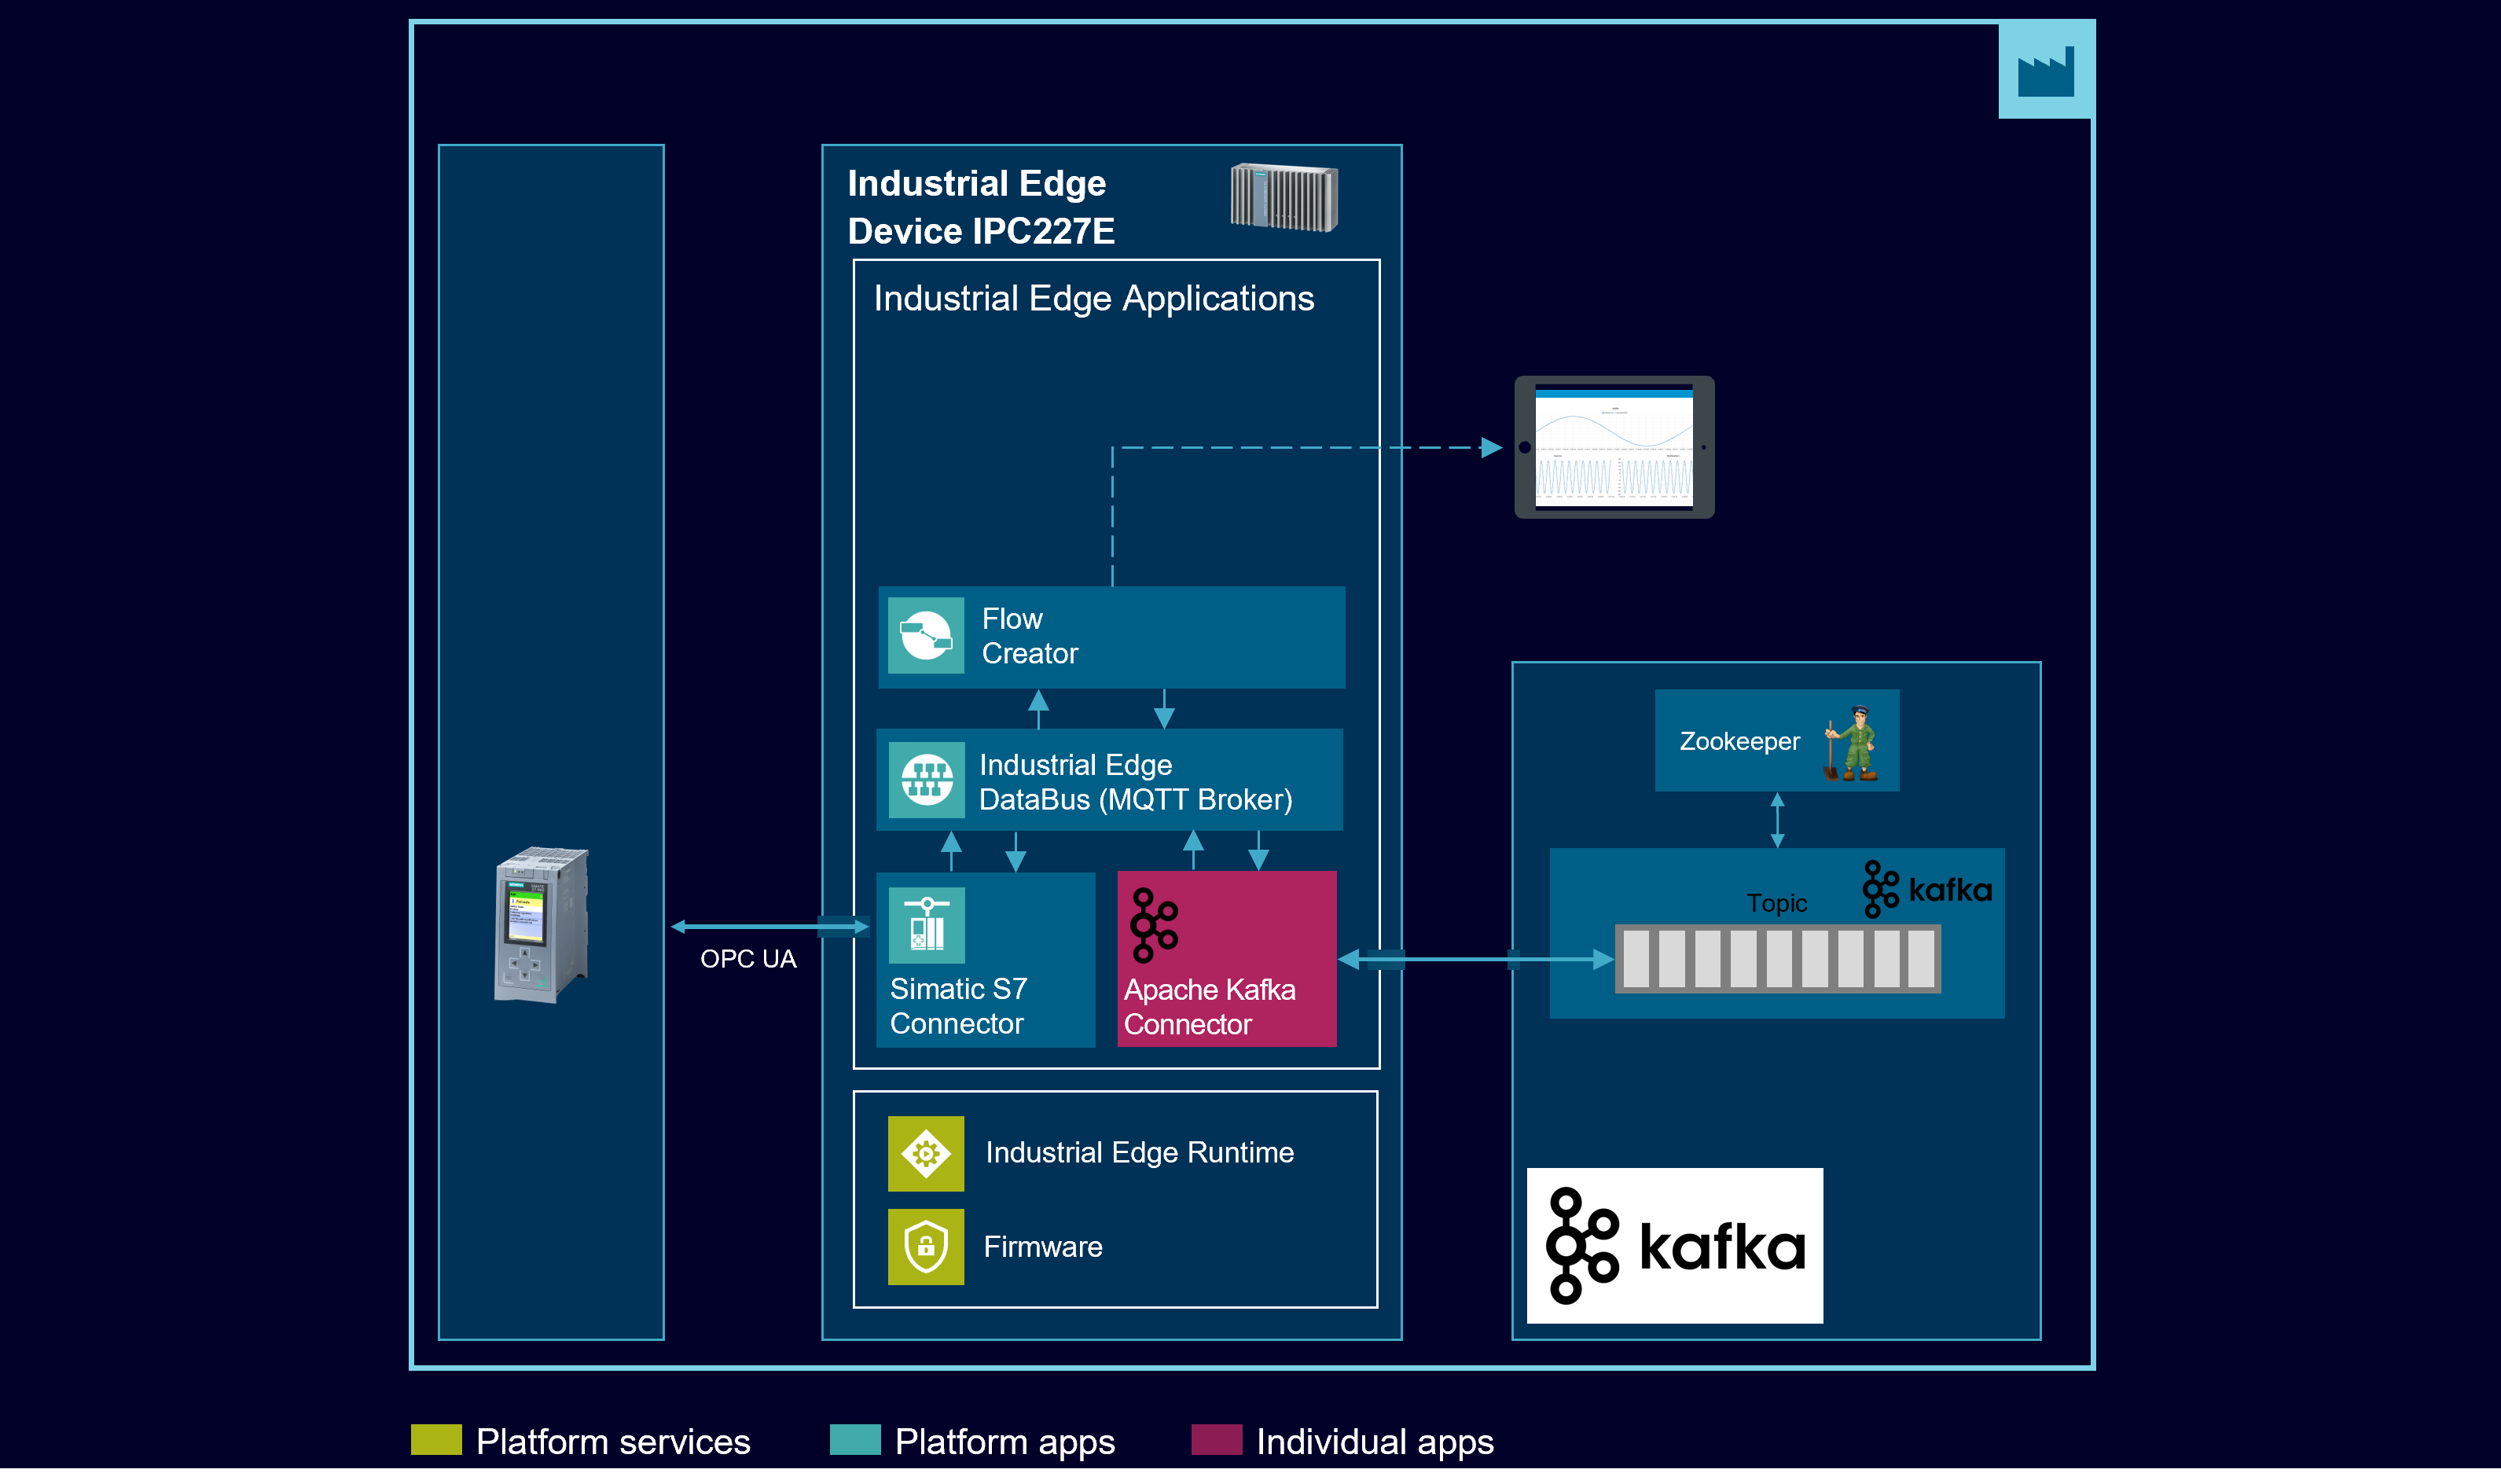 Industrial Edge
Device IPC227E
Industrial Edge Applications
Flow
Creator
Zookeeper
Industrial Edge
DataBus (MQTT Broker)
Topic
kafka
OPC UA
Simatic S7
Connector
Apache Kafka
Connector
Industrial Edge Runtime
Firmware
kafka
Platform services
Platform apps
Individual apps